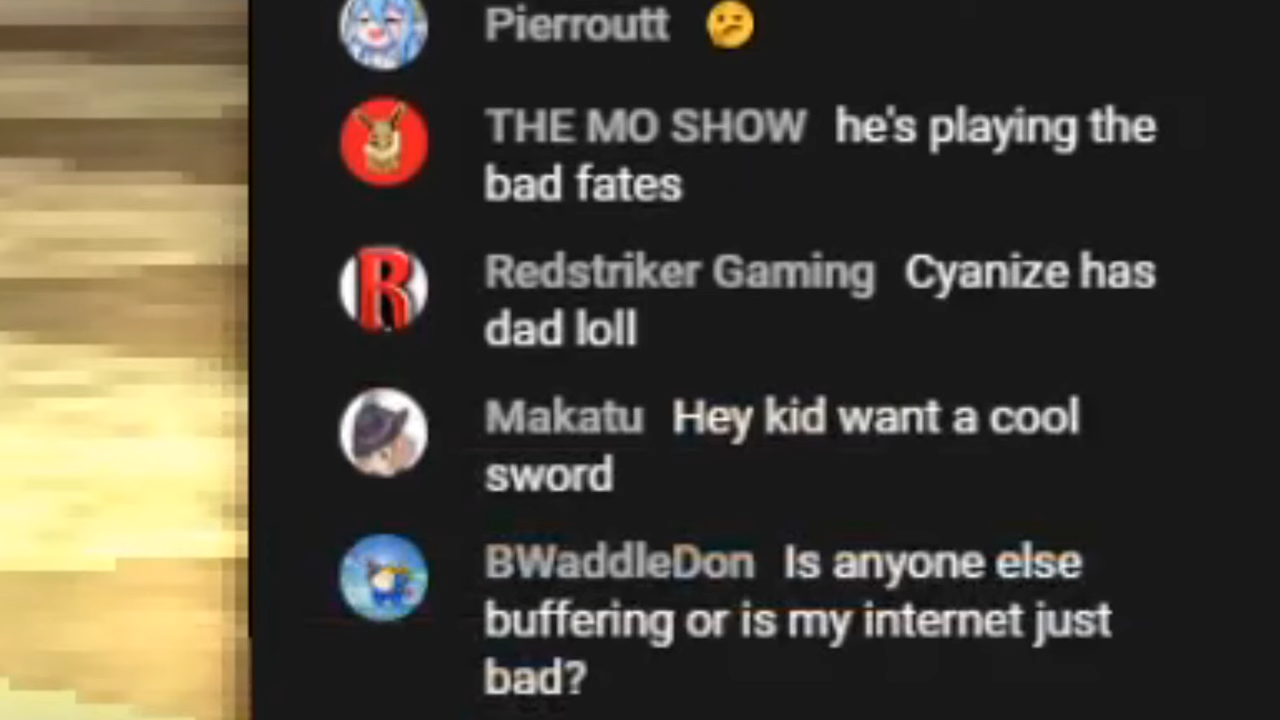 Pierroutt 🫤
THE MO SHOW he's playing the
bad fates
R
Redstriker Gaming Cyanize has
dad loll
Makatu Hey kid want a cool
sword
BWaddleDon Is anyone else
buffering or is my internet just
bad?